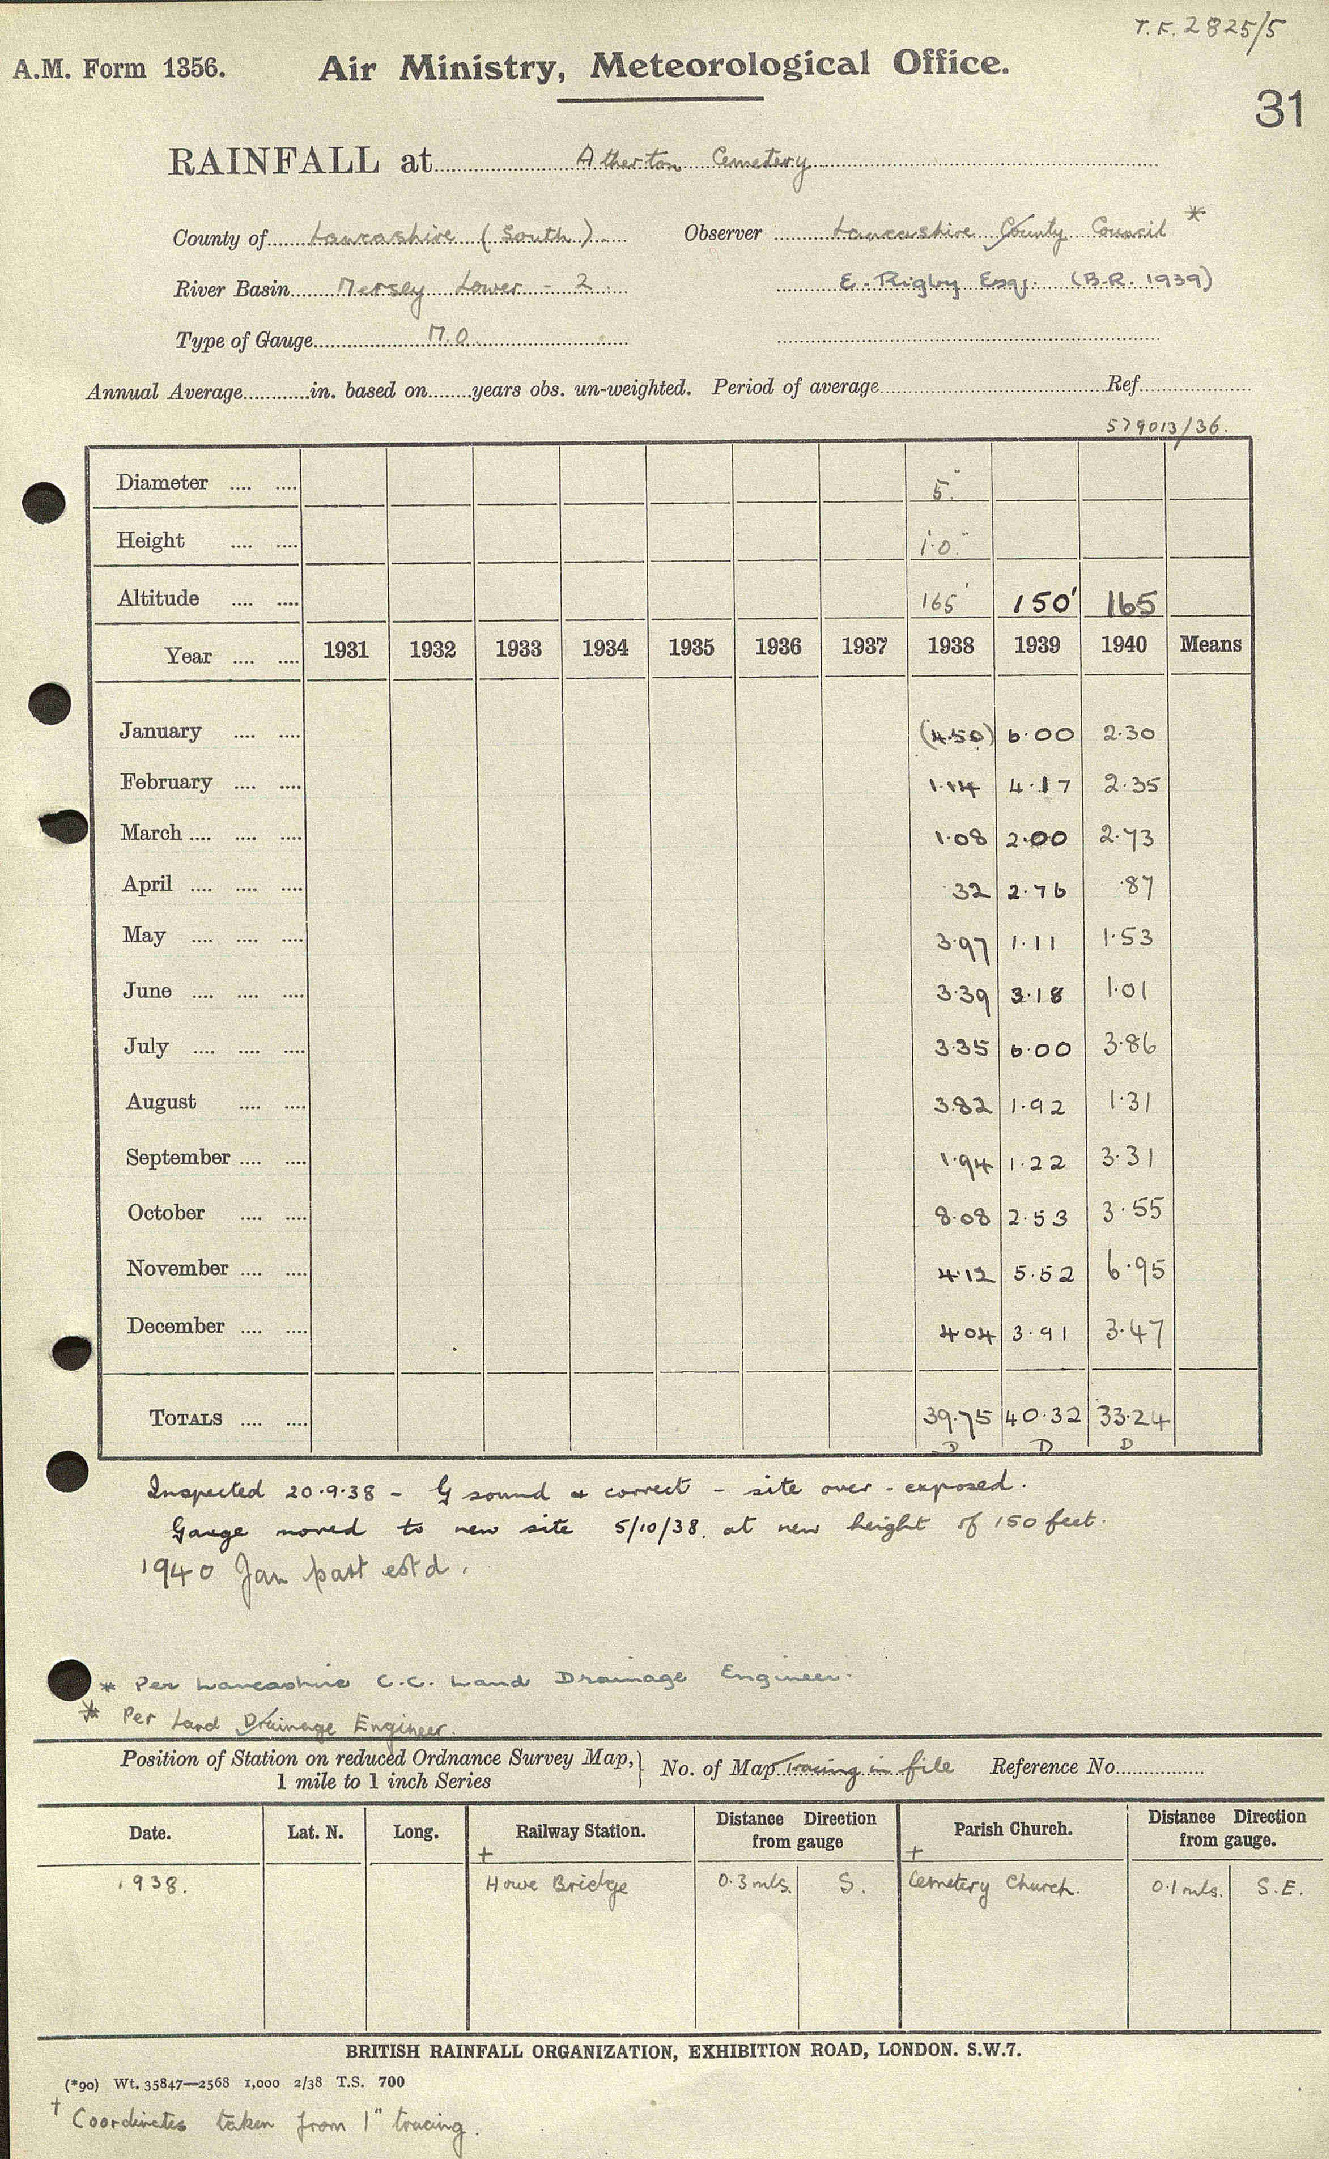 T.F. 2825/5
A.M. Form 1356. Air Ministry, Meteorological Office.
31
RAINFALL at Atherton Cemetery
County of Lancashire (South) Observer Lancashire County Council *
River Basin Mersey Lower - 2 E. Rigby Esq. (B.R. 1939)
Type of Gauge M.O.
Annual Average in. based on years obs. un-weighted. Period of average Ref
579013/36.
Diameter 5"
Height 1'0"
Altitude 165' 150' 165
Year 1931 1932 1933 1934 1935 1936 1937 1938 1939 1940 Means
January (4.50) 6.00 2.30
February 1.14 4.17 2.35
March 1.08 2.00 2.73
April .32 2.76 .87
May 3.97 1.11 1.53
June 3.39 3.18 1.01
July 3.35 6.00 3.86
August 3.82 1.92 1.31
September 1.94 1.22 3.31
October 8.08 2.53 3.55
November 4.12 5.52 6.95
December 4.04 3.91 3.47
TOTALS 39.75 40.32 33.24
D D D
Inspected 20.9.38 - G sound & correct - site over-exposed.
Gauge moved to new site 5/10/38. at new height of 150 feet.
1940 Jan part est'd.
* Per Lancashire C.C. Land Drainage Engineer.
* Per Land Drainage Engineer.
Position of Station on reduced Ordnance Survey Map, 1 mile to 1 inch Series } No. of Map Tracing in file Reference No.
Date. Lat. N. Long. Railway Station. Distance Direction from gauge Parish Church. Distance Direction from gauge.
+ +
1938. Howe Bridge 0.3 mls. S. Cemetery Church. 0.1 mls. S.E.
BRITISH RAINFALL ORGANIZATION, EXHIBITION ROAD, LONDON. S.W.7.
(*90) Wt. 35847—2568 1,000 2/38 T.S. 700
† Coordinates taken from 1" tracing.